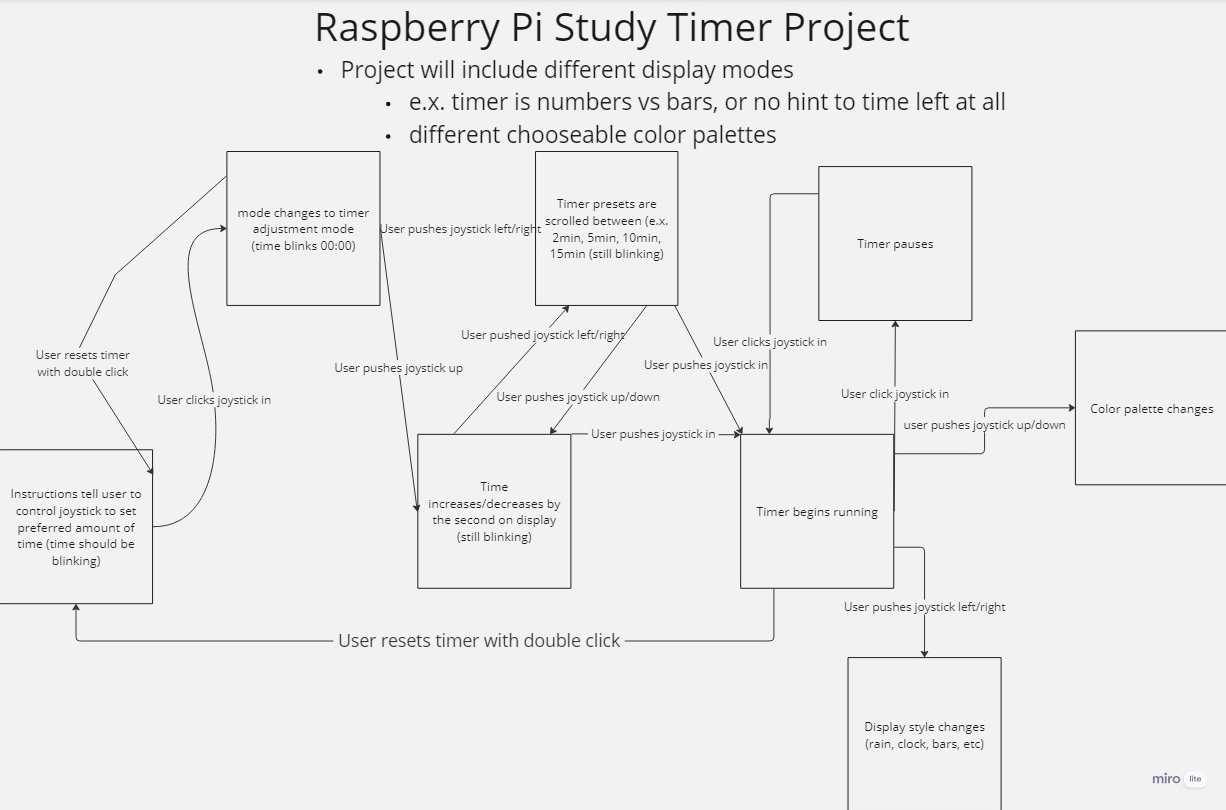 Raspberry Pi Study Timer Project
• Project will include different display modes
• e.x. timer is numbers vs bars, or no hint to time left at all
• different chooseable color palettes
mode changes to timer
adjustment mode
(time blinks 00:00)
User pushes joystick left/right
Timer presets are
scrolled between (e.x.
2min, 5min, 10min,
15min (still blinking)
Timer pauses
User resets timer
with double click
User clicks joystick in
User pushes joystick up
User pushed joystick left/right
User pushes joystick up/down
User pushes joystick in
User clicks joystick in
User click joystick in
user pushes joystick up/down
Color palette changes
Instructions tell user to
control joystick to set
preferred amount of
time (time should be
blinking)
Time
increases/decreases by
the second on display
(still blinking)
User pushes joystick in
Timer begins running
User pushes joystick left/right
User resets timer with double click
Display style changes
(rain, clock, bars, etc)
miro lite